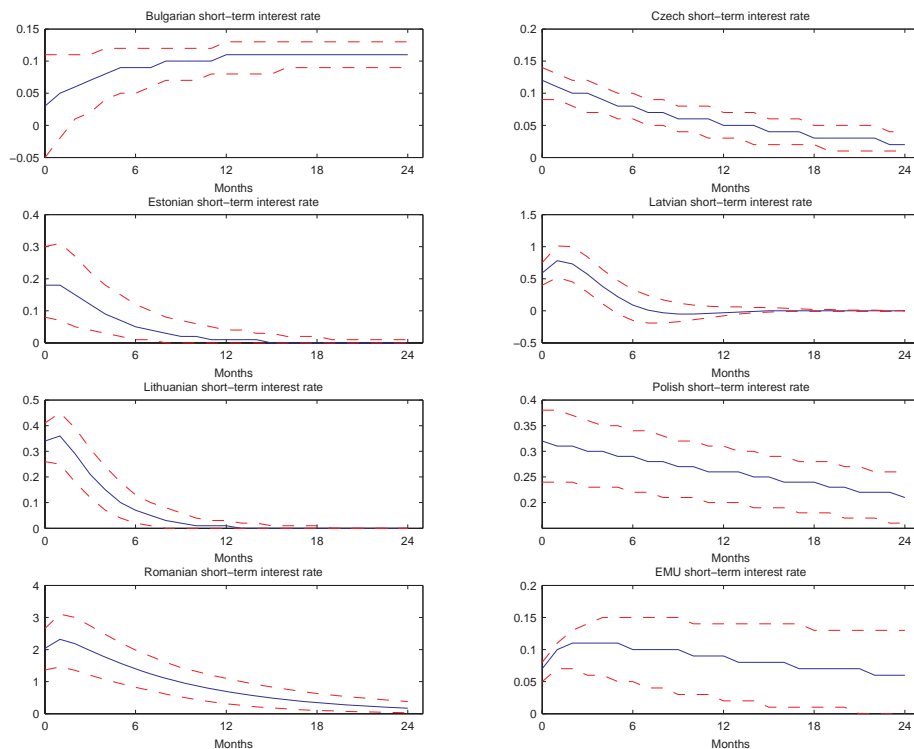 Bulgarian short−term interest rate
0.15
0.1
0.05
0
−0.05
0 6 12 18 24
Months
Czech short−term interest rate
0.2
0.15
0.1
0.05
0
0 6 12 18 24
Months
Estonian short−term interest rate
0.4
0.3
0.2
0.1
0
0 6 12 18 24
Months
Latvian short−term interest rate
1.5
1
0.5
0
−0.5
0 6 12 18 24
Months
Lithuanian short−term interest rate
0.5
0.4
0.3
0.2
0.1
0
0 6 12 18 24
Months
Polish short−term interest rate
0.4
0.35
0.3
0.25
0.2
0 6 12 18 24
Months
Romanian short−term interest rate
4
3
2
1
0
0 6 12 18 24
Months
EMU short−term interest rate
0.2
0.15
0.1
0.05
0
0 6 12 18 24
Months